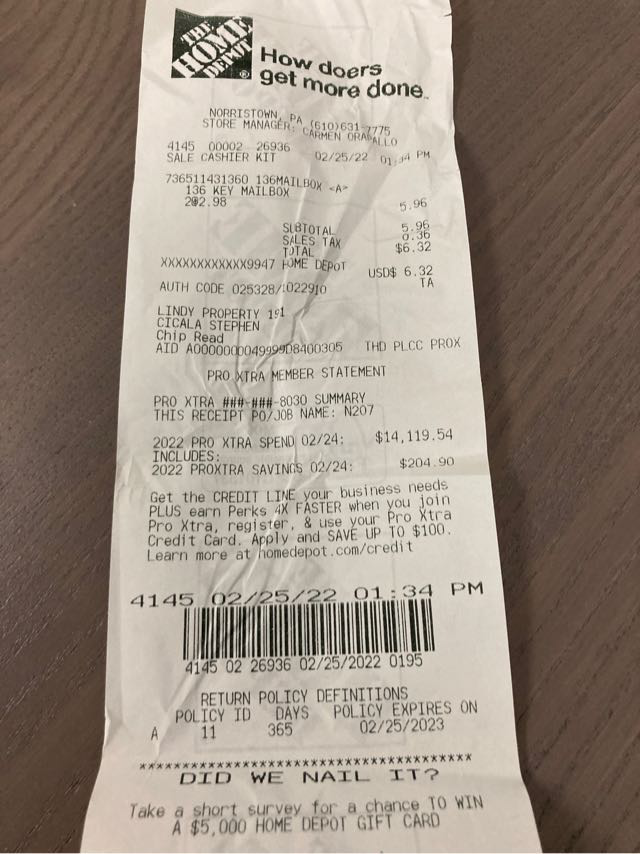 THE
HOME
DEPOT
How doers
get more done™
NORRISTOWN, PA (610)631-7775
STORE MANAGER: CARMEN ORABALLO
4145 00002 26936 02/25/22 01:34 PM
SALE CASHIER KIT
736511431360 136MAILBOX <A>
136 KEY MAILBOX
2@2.98 5.96
SUBTOTAL 5.96
SALES TAX 0.36
TOTAL $6.32
XXXXXXXXXXXX9947 HOME DEPOT
USD$ 6.32
AUTH CODE 025328/1022910 TA
LINDY PROPERTY 191
CICALA STEPHEN
Chip Read
AID A0000000049999D8400305 THD PLCC PROX
PRO XTRA MEMBER STATEMENT
PRO XTRA ###-###-8030 SUMMARY
THIS RECEIPT PO/JOB NAME: N207
2022 PRO XTRA SPEND 02/24: $14,119.54
INCLUDES:
2022 PROXTRA SAVINGS 02/24: $204.90
Get the CREDIT LINE your business needs
PLUS earn Perks 4X FASTER when you join
Pro Xtra, register, & use your Pro Xtra
Credit Card. Apply and SAVE UP TO $100.
Learn more at homedepot.com/credit
4145 02/25/22 01:34 PM
4145 02 26936 02/25/2022 0195
RETURN POLICY DEFINITIONS
POLICY ID DAYS POLICY EXPIRES ON
A 11 365 02/25/2023
******************************************
DID WE NAIL IT?
Take a short survey for a chance TO WIN
A $5,000 HOME DEPOT GIFT CARD